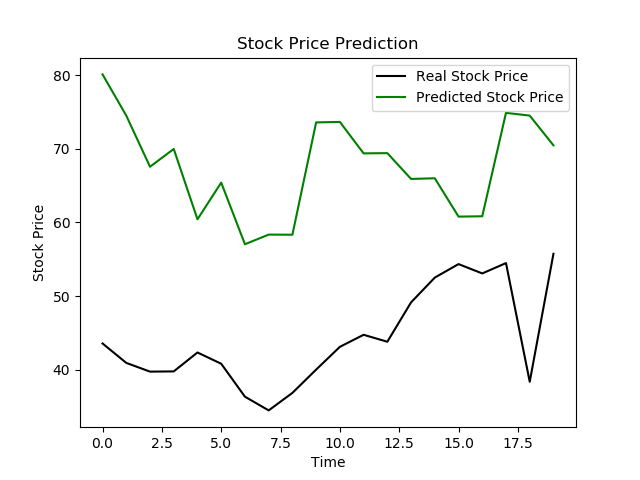 Stock Price Prediction
Real Stock Price
Predicted Stock Price
80
70
60
50
40
Stock Price
0.0 2.5 5.0 7.5 10.0 12.5 15.0 17.5
Time